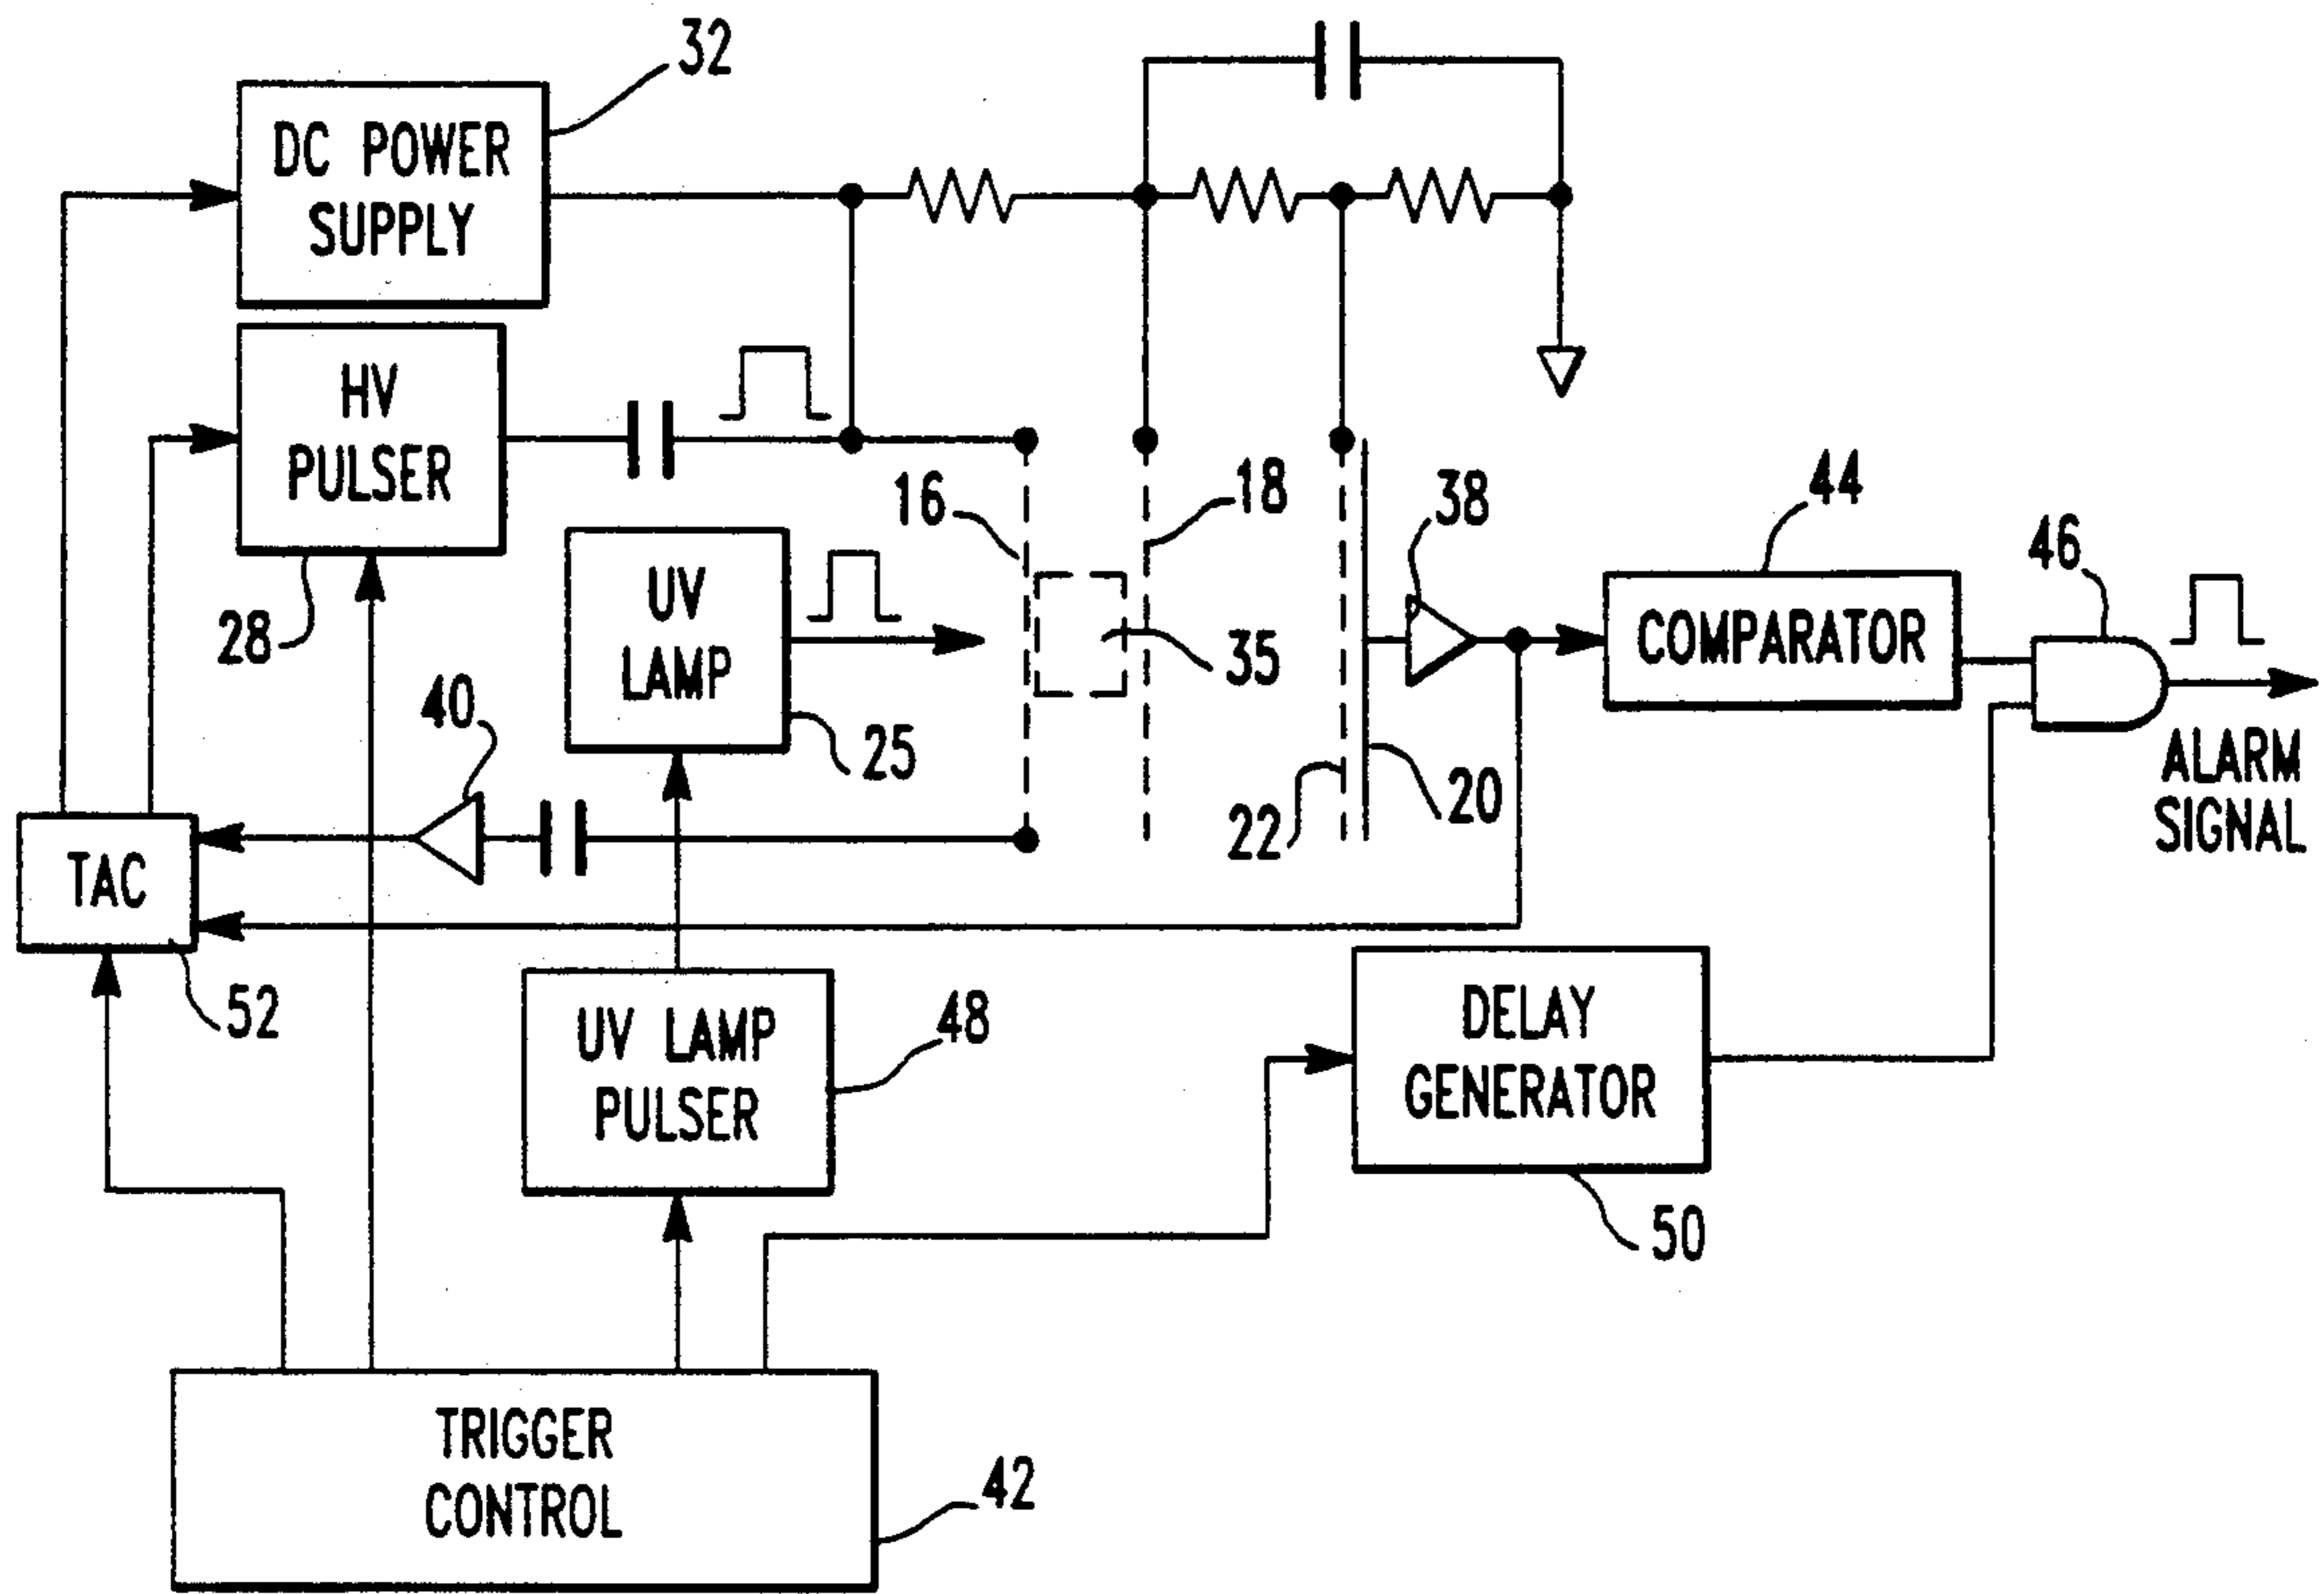 32
DC POWER
SUPPLY
HV
PULSER
28
16
18
38
44
46
UV
LAMP
35
COMPARATOR
40
25
22
20
ALARM
SIGNAL
TAC
52
UV LAMP
PULSER
48
DELAY
GENERATOR
50
TRIGGER
CONTROL
42